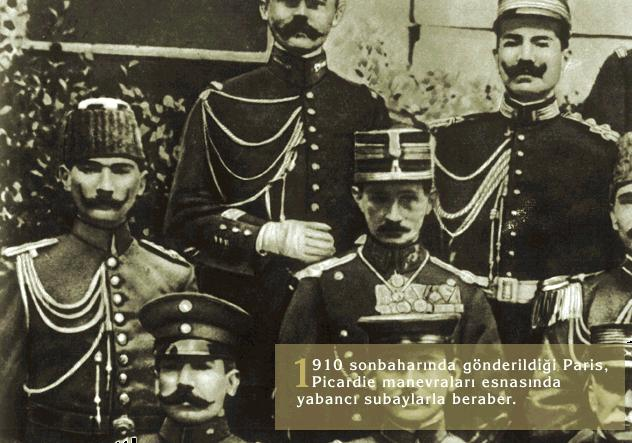 1910 sonbaharında gönderildiği Paris,
Picardie manevraları esnasında
yabancı subaylarla beraber.